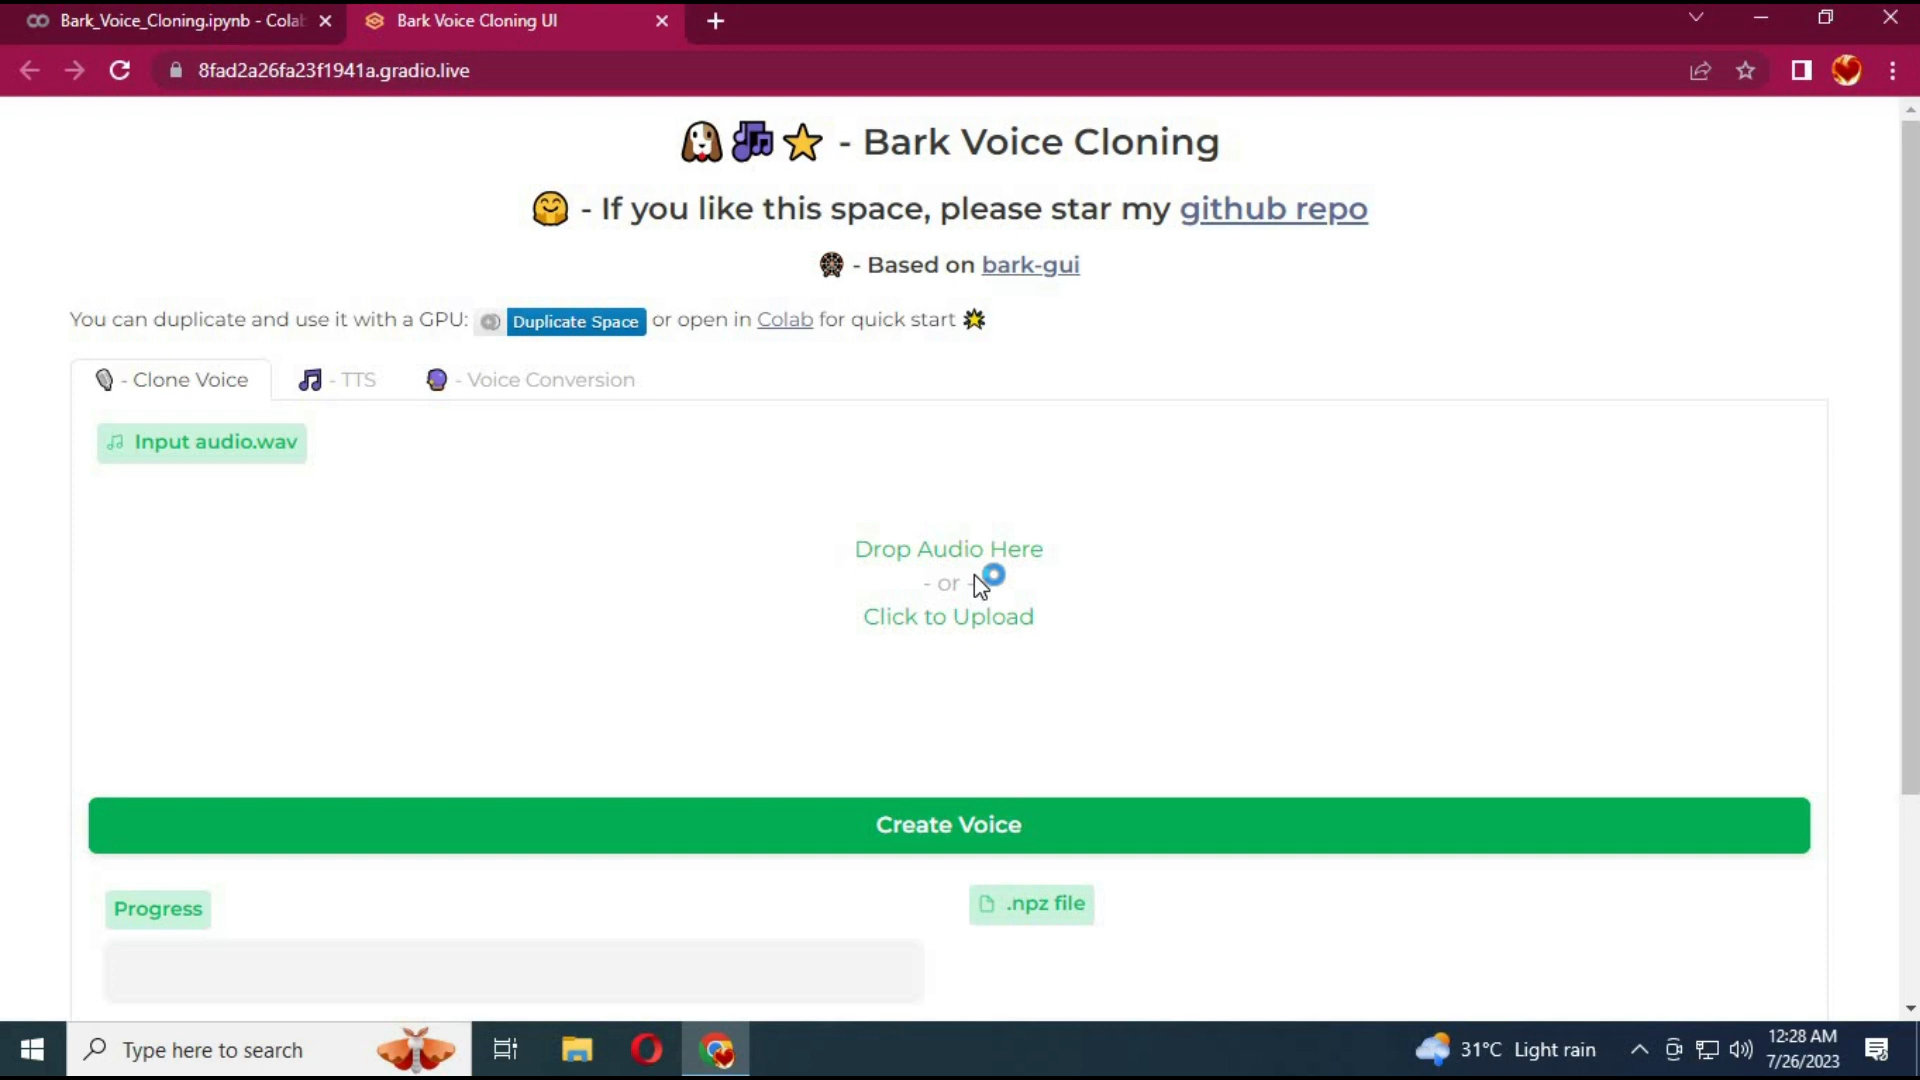 Bark_Voice_Cloning.ipynb - Colab
Bark Voice Cloning UI
8fad2a26fa23f1941a.gradio.live
- Bark Voice Cloning
- If you like this space, please star my github repo
- Based on bark-gui
You can duplicate and use it with a GPU: Duplicate Space or open in Colab for quick start
- Clone Voice
- TTS
- Voice Conversion
Input audio.wav
Drop Audio Here
- or -
Click to Upload
Create Voice
Progress
.npz file
Type here to search
31°C Light rain
12:28 AM
7/26/2023